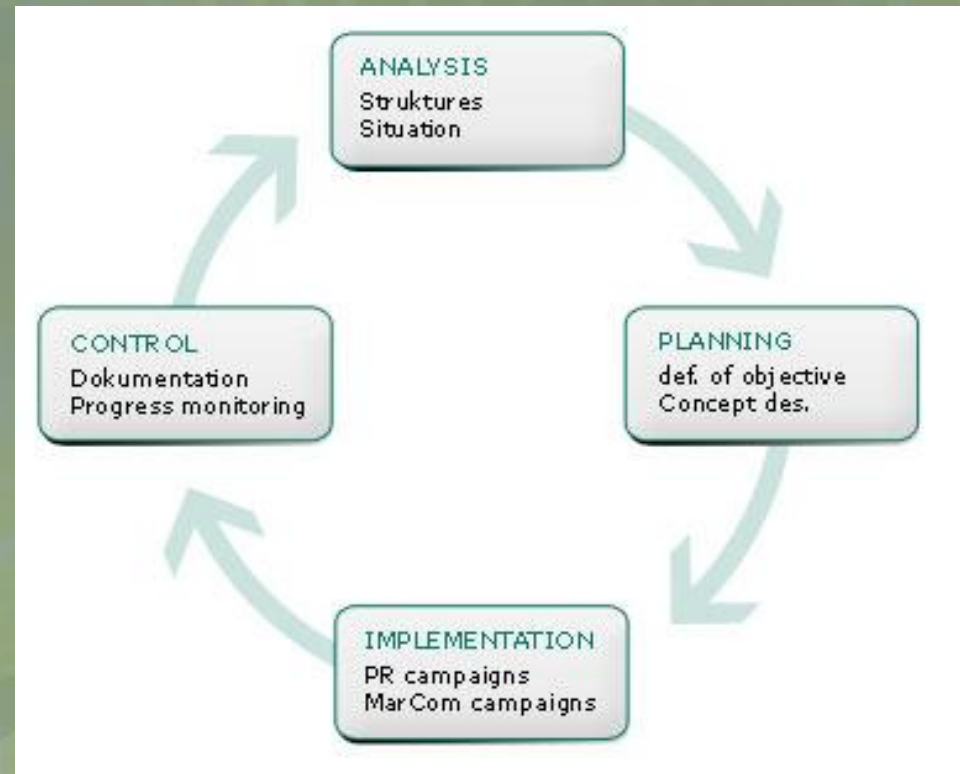 ANALYSIS
Struktures
Situation
PLANNING
def. of objective
Concept des.
IMPLEMENTATION
PR campaigns
MarCom campaigns
CONTROL
Dokumentation
Progress monitoring